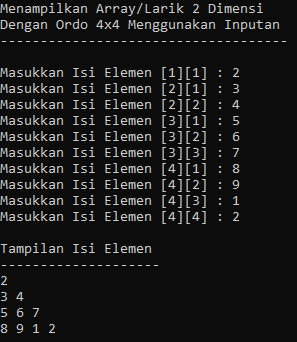 Menampilkan Array/Larik 2 Dimensi
Dengan Ordo 4x4 Menggunakan Inputan
------------------------------------
Masukkan Isi Elemen [1][1] : 2
Masukkan Isi Elemen [2][1] : 3
Masukkan Isi Elemen [2][2] : 4
Masukkan Isi Elemen [3][1] : 5
Masukkan Isi Elemen [3][2] : 6
Masukkan Isi Elemen [3][3] : 7
Masukkan Isi Elemen [4][1] : 8
Masukkan Isi Elemen [4][2] : 9
Masukkan Isi Elemen [4][3] : 1
Masukkan Isi Elemen [4][4] : 2
Tampilan Isi Elemen
--------------------
2
3 4
5 6 7
8 9 1 2